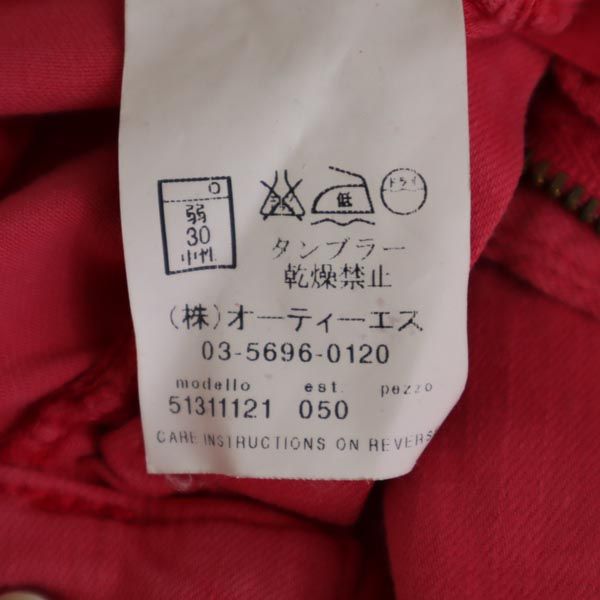 弱
30
中性
低
ドライ
タンブラー
乾燥禁止
(株)オーティーエス
03-5696-0120
modello est. pezzo
51311121 050
CARE INSTRUCTIONS ON REVERS